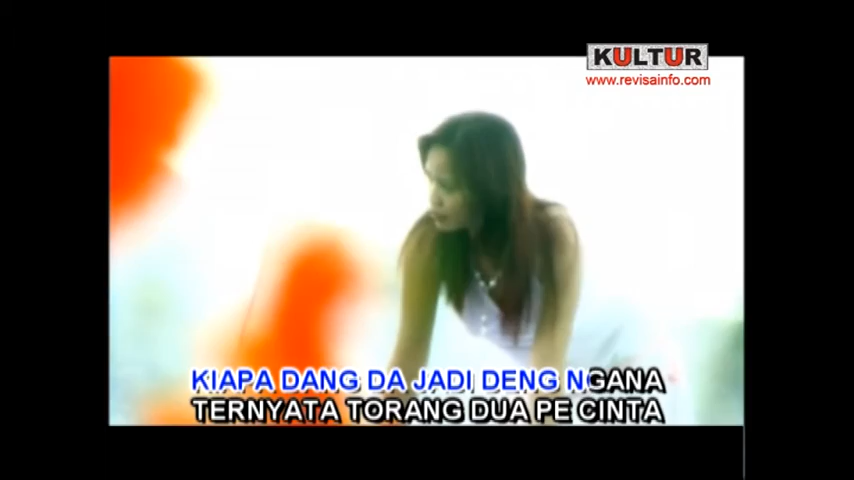 KULTUR
www.revisainfo.com
KIAPA DANG DA JADI DENG NGANA
TERNYATA TORANG DUA PE CINTA